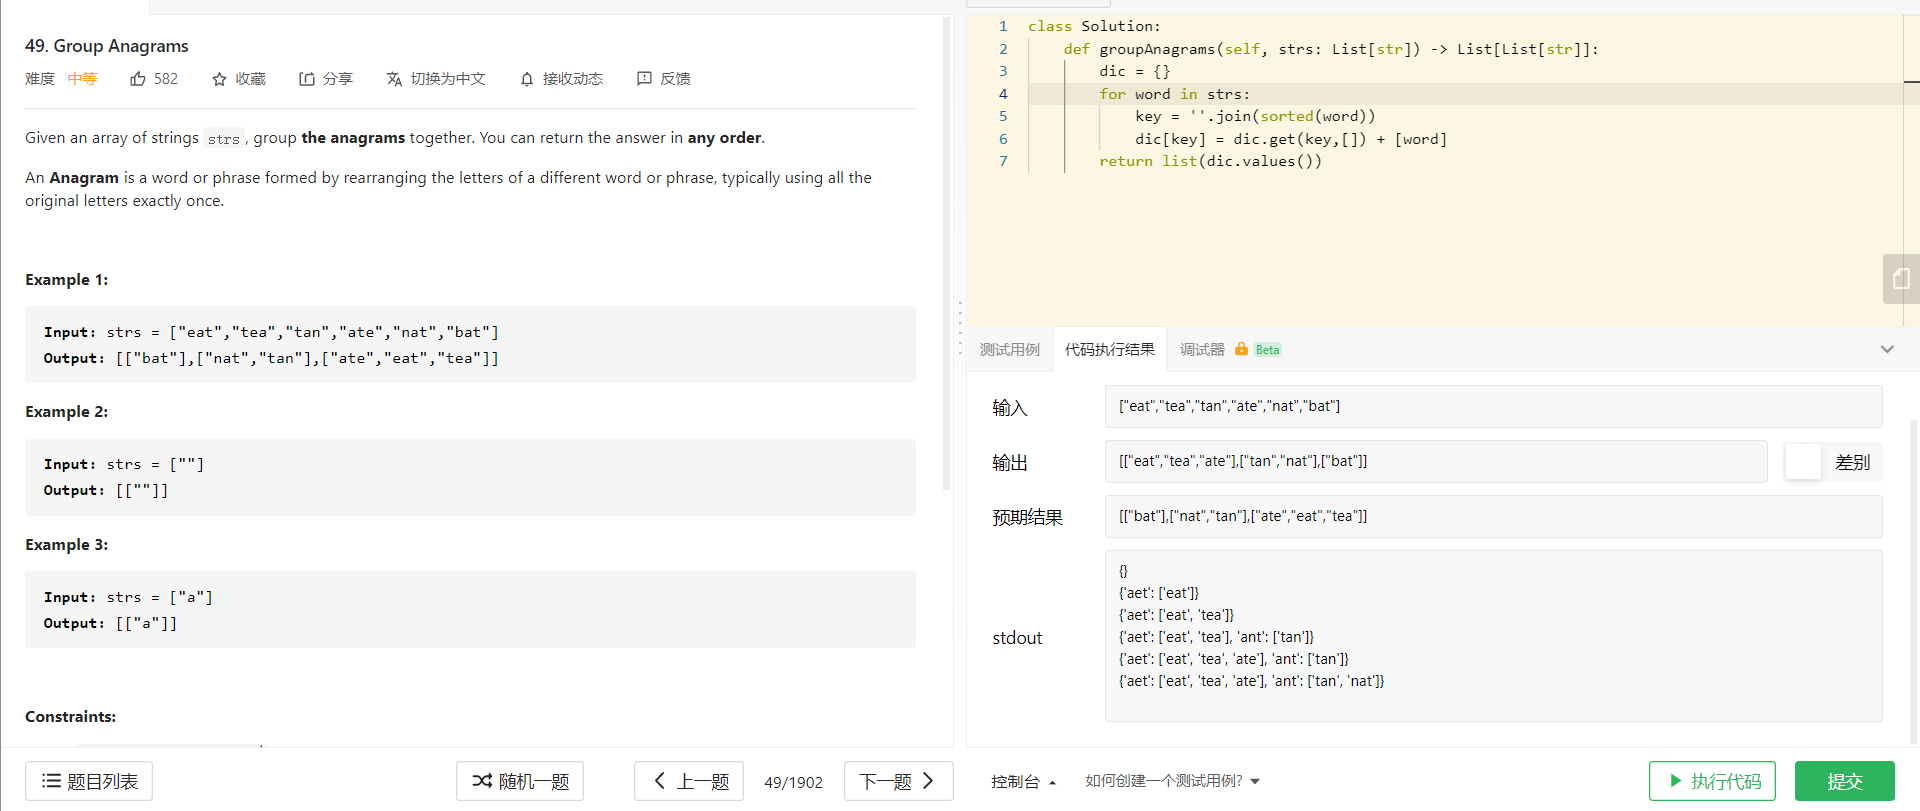 49. Group Anagrams
难度 中等 582 收藏 分享 切换为中文 接收动态 反馈
Given an array of strings strs, group the anagrams together. You can return the answer in any order.
An Anagram is a word or phrase formed by rearranging the letters of a different word or phrase, typically using all the
original letters exactly once.
Example 1:
Input: strs = ["eat","tea","tan","ate","nat","bat"]
Output: [["bat"],["nat","tan"],["ate","eat","tea"]]
Example 2:
Input: strs = [""]
Output: [[""]]
Example 3:
Input: strs = ["a"]
Output: [["a"]]
Constraints:
题目列表 随机一题 上一题 49/1902 下一题
1 class Solution:
2 def groupAnagrams(self, strs: List[str]) -> List[List[str]]:
3 dic = {}
4 for word in strs:
5 key = ''.join(sorted(word))
6 dic[key] = dic.get(key,[]) + [word]
7 return list(dic.values())
测试用例 代码执行结果 调试器 Beta
输入 ["eat","tea","tan","ate","nat","bat"]
输出 [["eat","tea","ate"],["tan","nat"],["bat"]] 差别
预期结果 [["bat"],["nat","tan"],["ate","eat","tea"]]
stdout
{}
{'aet': ['eat']}
{'aet': ['eat', 'tea']}
{'aet': ['eat', 'tea'], 'ant': ['tan']}
{'aet': ['eat', 'tea', 'ate'], 'ant': ['tan']}
{'aet': ['eat', 'tea', 'ate'], 'ant': ['tan', 'nat']}
控制台 如何创建一个测试用例? 执行代码 提交